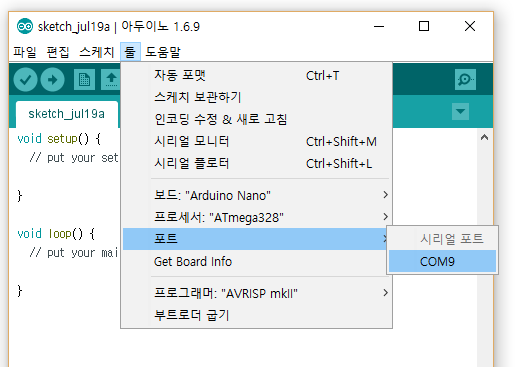 sketch_jul19a | 아두이노 1.6.9
파일 편집 스케치 툴 도움말
자동 포맷 Ctrl+T
스케치 보관하기
인코딩 수정 & 새로 고침
시리얼 모니터 Ctrl+Shift+M
시리얼 플로터 Ctrl+Shift+L
보드: "Arduino Nano"
프로세서: "ATmega328"
포트
Get Board Info
프로그래머: "AVRISP mkII"
부트로더 굽기
시리얼 포트
COM9
sketch_jul19a
void setup() {
// put your set
}
void loop() {
// put your mai
}